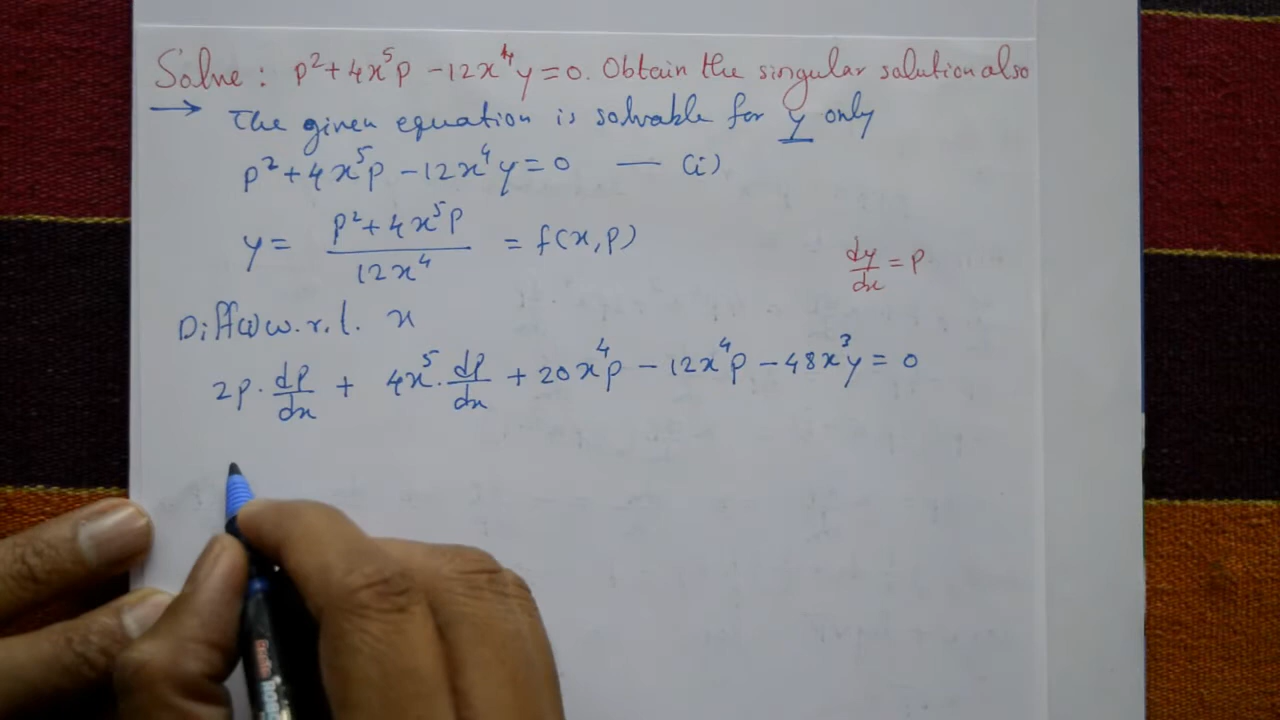 Solve : p²+4x⁵p -12x⁴y=0. Obtain the singular solution also
→ The given equation is solvable for y only
p²+4x⁵p -12x⁴y=0 — (i)
y= (p²+4x⁵p)/(12x⁴) = f(x,p)
dy/dx = p
Diff(i) w.r.t. x
2p. dp/dx + 4x⁵. dp/dx + 20x⁴p - 12x⁴p - 48x³y = 0